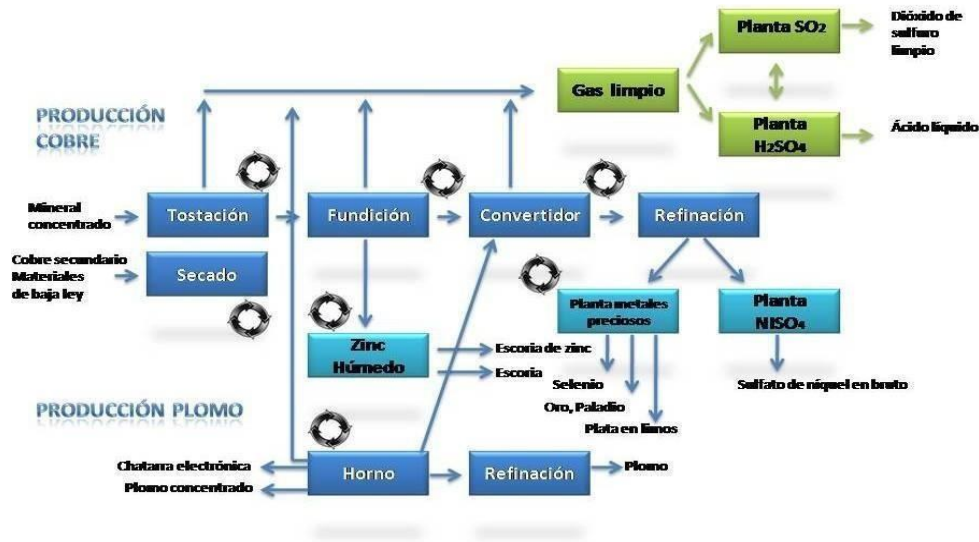 Planta SO2
Dióxido de
sulfuro
limpio
Gas limpio
PRODUCCIÓN
COBRE
Planta
H2SO4
Ácido líquido
Mineral
concentrado
Tostación
Fundición
Convertidor
Refinación
Cobre secundario
Materiales
de baja ley
Secado
Planta metales
preciosos
Planta
NISO4
Zinc
Húmedo
Escoria de zinc
Escoria
Selenio
Oro, Paladio
Plata en limos
Sulfato de níquel en bruto
PRODUCCIÓN PLOMO
Chatarra electrónica
Plomo concentrado
Horno
Refinación
Plomo